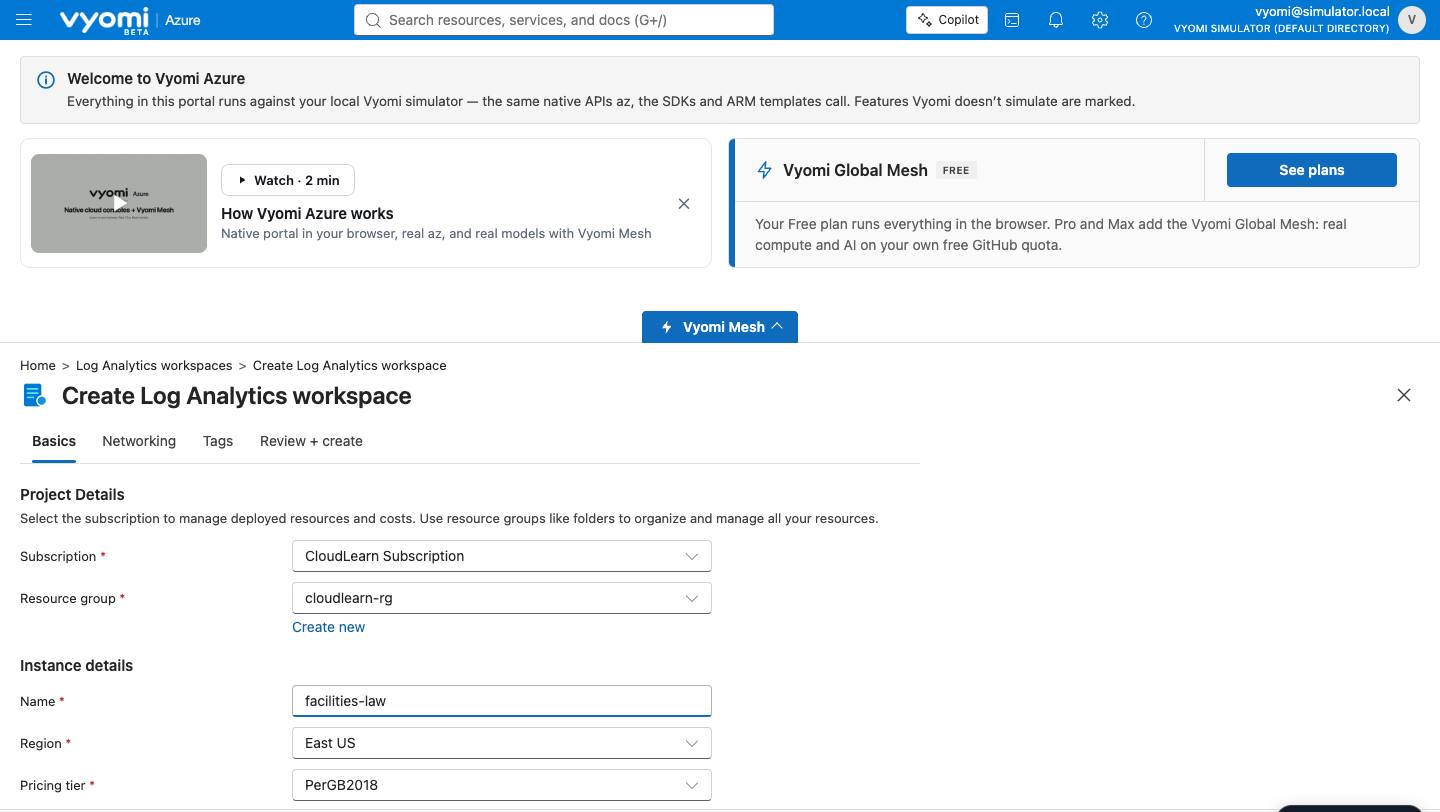 vyomi BETA | Azure
Search resources, services, and docs (G+/)
Copilot
vyomi@simulator.local
VYOMI SIMULATOR (DEFAULT DIRECTORY)
V
Welcome to Vyomi Azure
Everything in this portal runs against your local Vyomi simulator — the same native APIs az, the SDKs and ARM templates call. Features Vyomi doesn't simulate are marked.
vyomi Azure
Native cloud consoles + Vyomi Mesh
Watch · 2 min
How Vyomi Azure works
Native portal in your browser, real az, and real models with Vyomi Mesh
Vyomi Global Mesh FREE
See plans
Your Free plan runs everything in the browser. Pro and Max add the Vyomi Global Mesh: real
compute and AI on your own free GitHub quota.
Vyomi Mesh
Home > Log Analytics workspaces > Create Log Analytics workspace
Create Log Analytics workspace
Basics Networking Tags Review + create
Project Details
Select the subscription to manage deployed resources and costs. Use resource groups like folders to organize and manage all your resources.
Subscription * CloudLearn Subscription
Resource group * cloudlearn-rg
Create new
Instance details
Name * facilities-law
Region * East US
Pricing tier * PerGB2018